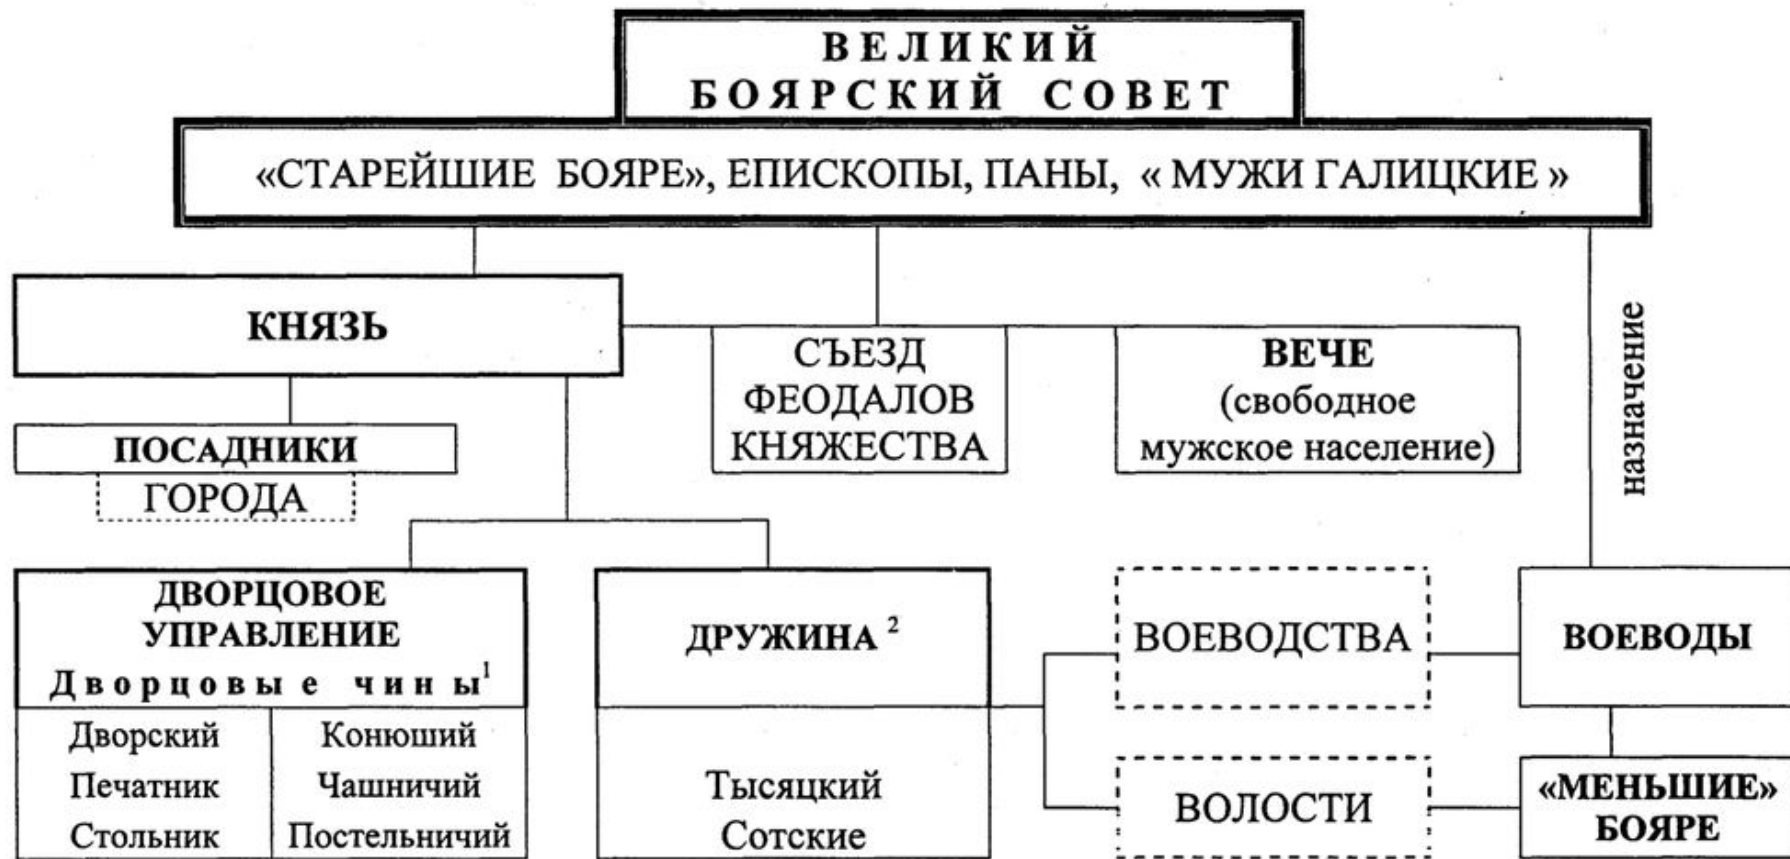 ВЕЛИКИЙ
БОЯРСКИЙ СОВЕТ
«СТАРЕЙШИЕ БОЯРЕ», ЕПИСКОПЫ, ПАНЫ, « МУЖИ ГАЛИЦКИЕ »
КНЯЗЬ
СЪЕЗД
ФЕОДАЛОВ
КНЯЖЕСТВА
ВЕЧЕ
(свободное
мужское население)
назначение
ПОСАДНИКИ
ГОРОДА
ДВОРЦОВОЕ
УПРАВЛЕНИЕ
Дворцовые чины1
Дворский
Печатник
Стольник
Конюший
Чашничий
Постельничий
ДРУЖИНА 2
Тысяцкий
Сотские
ВОЕВОДСТВА
ВОЛОСТИ
ВОЕВОДЫ
«МЕНЬШИЕ»
БОЯРЕ